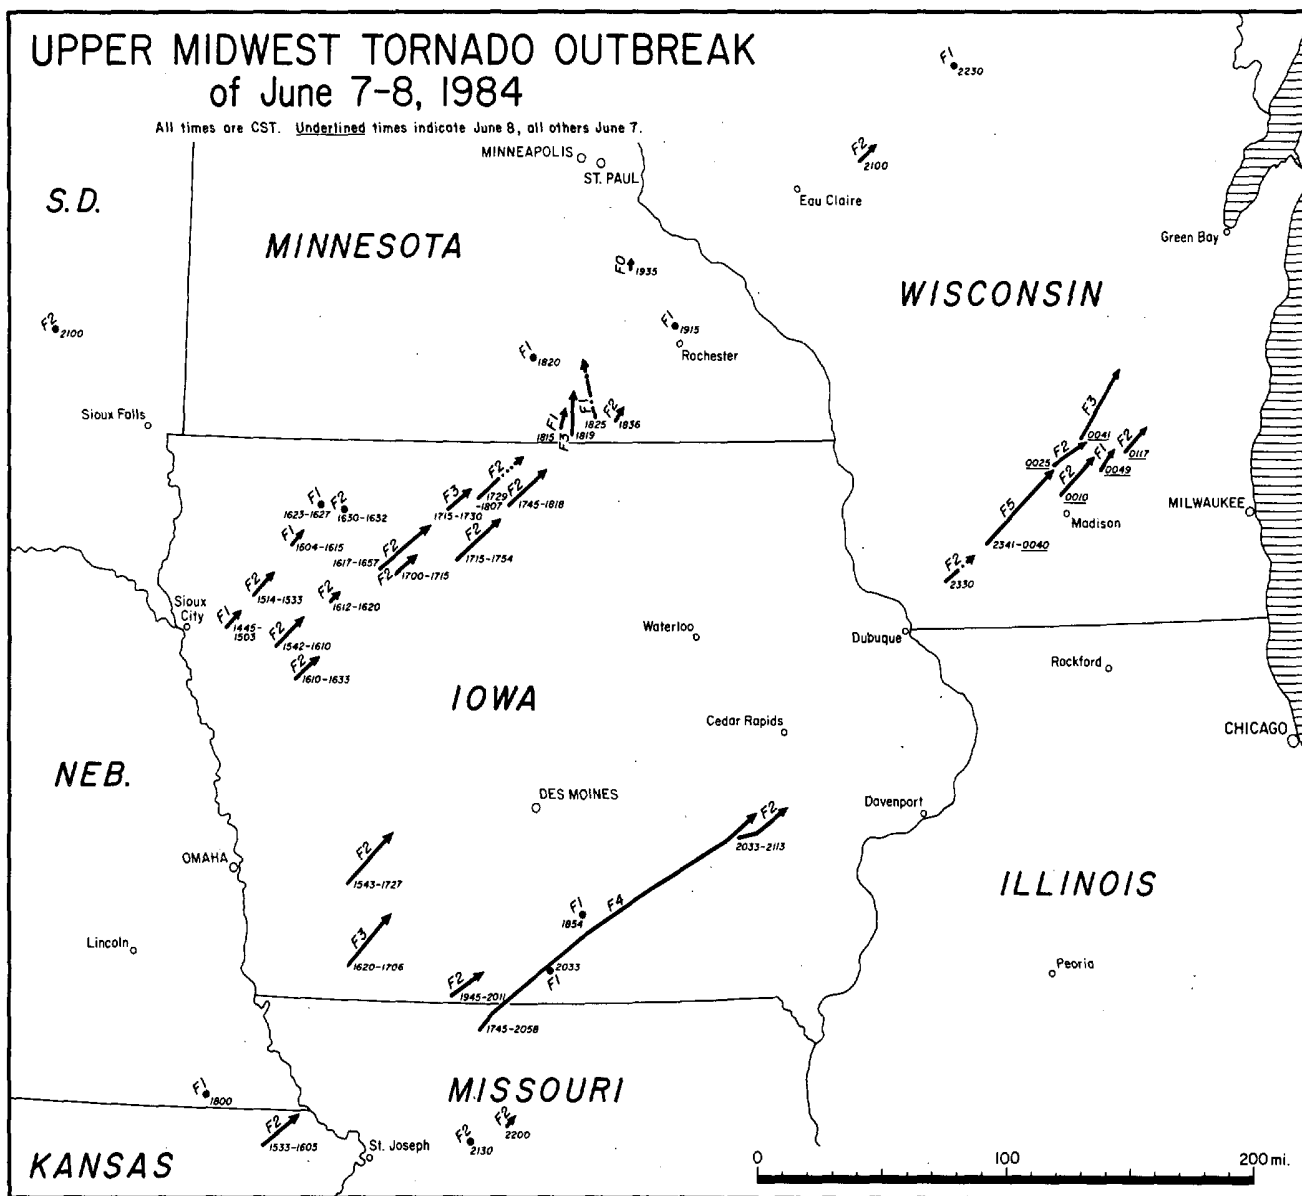 UPPER MIDWEST TORNADO OUTBREAK
of June 7-8, 1984
All times are CST. Underlined times indicate June 8, all others June 7.
F1
2230
MINNEAPOLIS
ST. PAUL
F2
2100
S.D.
Eau Claire
MINNESOTA
Green Bay
F0
1935
WISCONSIN
F2
2100
F1
1915
Rochester
F1
1820
Sioux Falls
F1
1815
F3
1819
F1
1825
F2
1836
F3
0041
F2
0025
F1
0049
F2
0117
F2
0010
Madison
MILWAUKEE
F5
2341-0040
F2
2330
F1
1623-1627
F2
1630-1632
F3
1715-1730
F2
1729
-1807
F2
1745-1818
F1
1604-1615
F2
1617-1657
F2
1700-1715
F2
1715-1754
F2
1514-1533
F2
1612-1620
Sioux
City
F1
1445-
1503
F2
1542-1610
F2
1610-1633
Waterloo
Dubuque
Rockford
IOWA
Cedar Rapids
CHICAGO
NEB.
DES MOINES
Davenport
F2
2033-2113
OMAHA
F2
1543-1727
ILLINOIS
F4
F1
1854
Lincoln
F3
1620-1706
2033
F1
Peoria
F2
1945-2011
1745-2058
F1
1800
MISSOURI
F2
1533-1605
St. Joseph
F2
2130
F2
2200
KANSAS
0 100 200 mi.